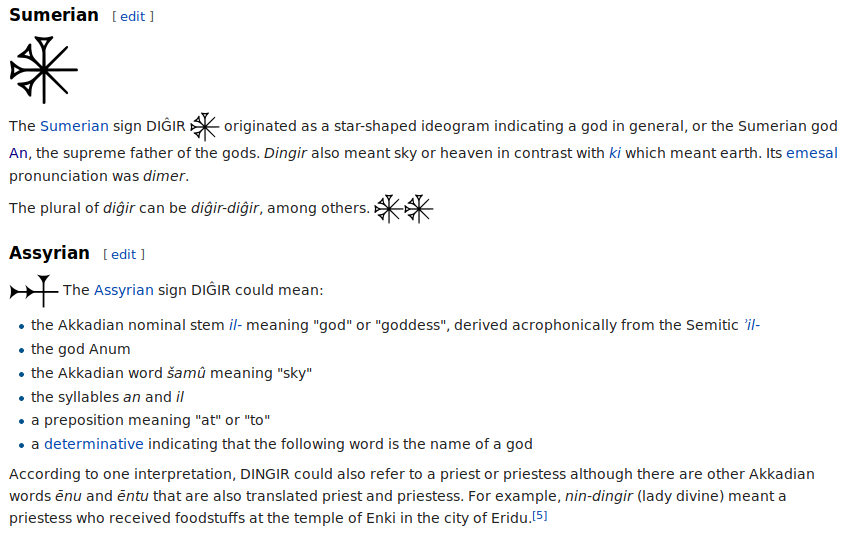 Sumerian [ edit ]
𒀭
The Sumerian sign DIĜIR 𒀭 originated as a star-shaped ideogram indicating a god in general, or the Sumerian god
An, the supreme father of the gods. Dingir also meant sky or heaven in contrast with ki which meant earth. Its emesal
pronunciation was dimer.
The plural of diĝir can be diĝir-diĝir, among others. 𒀭𒀭
Assyrian [ edit ]
𒀭 The Assyrian sign DIĜIR could mean:
• the Akkadian nominal stem il- meaning "god" or "goddess", derived acrophonically from the Semitic ʾil-
• the god Anum
• the Akkadian word šamû meaning "sky"
• the syllables an and il
• a preposition meaning "at" or "to"
• a determinative indicating that the following word is the name of a god
According to one interpretation, DINGIR could also refer to a priest or priestess although there are other Akkadian
words ēnu and ēntu that are also translated priest and priestess. For example, nin-dingir (lady divine) meant a
priestess who received foodstuffs at the temple of Enki in the city of Eridu.[5]